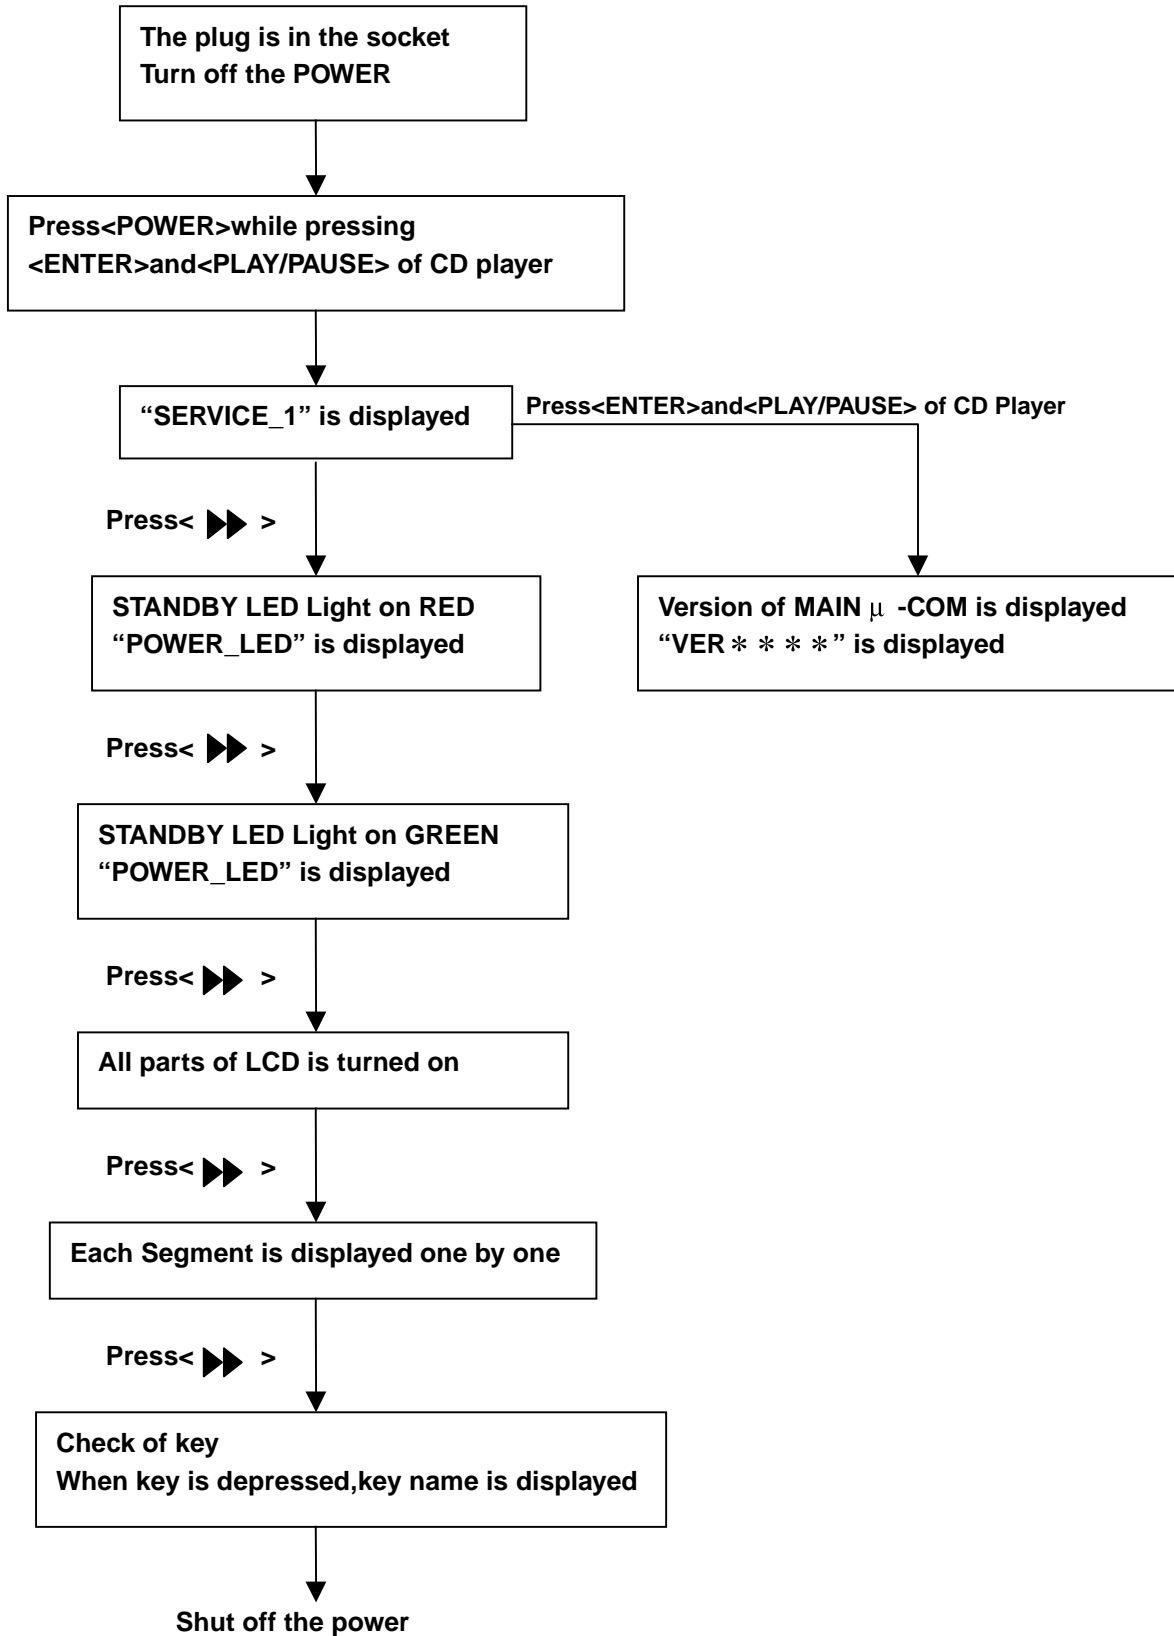 The plug is in the socket
Turn off the POWER
Press<POWER>while pressing
<ENTER>and<PLAY/PAUSE> of CD player
“SERVICE_1” is displayed
Press<ENTER>and<PLAY/PAUSE> of CD Player
Press< >
STANDBY LED Light on RED
“POWER_LED” is displayed
Version of MAIN μ -COM is displayed
“VER＊＊＊＊” is displayed
Press< >
STANDBY LED Light on GREEN
“POWER_LED” is displayed
Press< >
All parts of LCD is turned on
Press< >
Each Segment is displayed one by one
Press< >
Check of key
When key is depressed,key name is displayed
Shut off the power